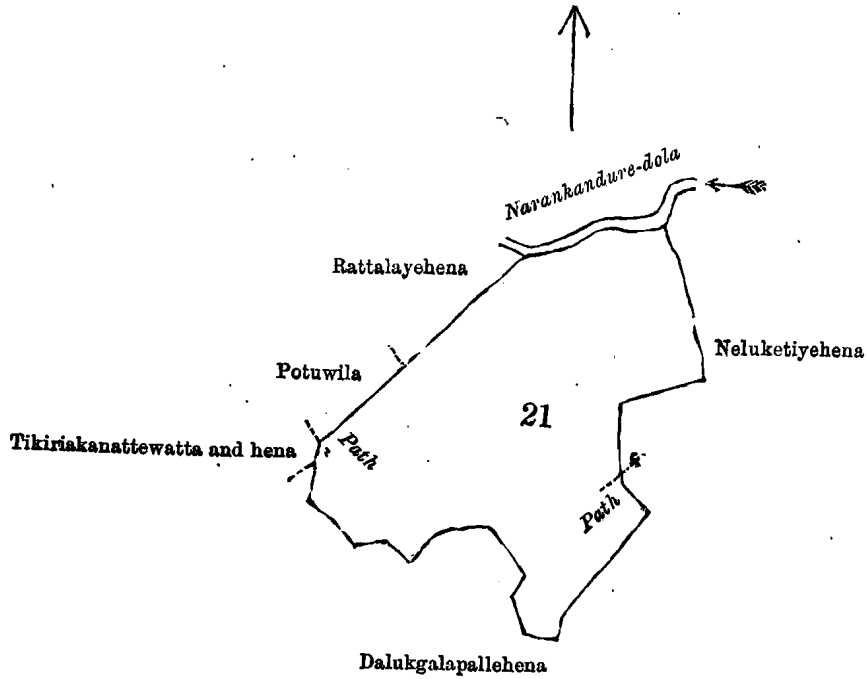 Narankandure-dola
Rattalayehena
Neluketiyehena
Potuwila
21
Tikiriakanattewatta and hena
Path
Path
Dalukgalapallehena